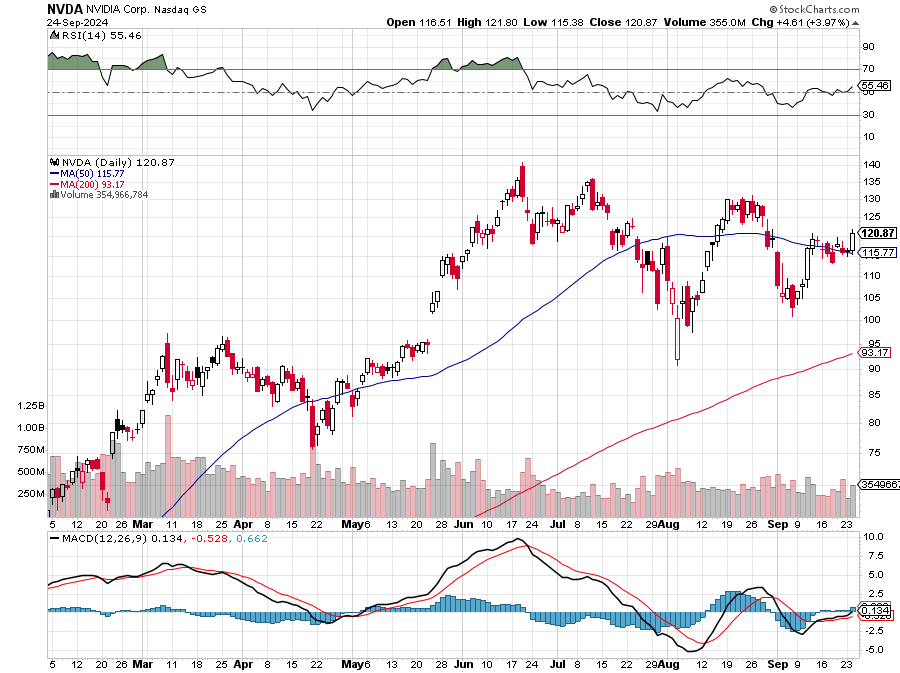 NVDA NVIDIA Corp. Nasdaq GS
© StockCharts.com
24-Sep-2024
Open 116.51 High 121.80 Low 115.38 Close 120.87 Volume 355.0M Chg +4.61 (+3.97%)
RSI(14) 55.46
90
70
55.46
50
30
10
NVDA (Daily) 120.87
MA(50) 115.77
MA(200) 93.17
Volume 354,966,784
140
135
130
125
120.87
115.77
110
105
100
95
93.17
90
85
80
75
1.25B
1.00B
750M
500M
250M
3549667
5 12 20 26 Mar 11 18 25 Apr 8 15 22 May 6 13 20 28 Jun 10 17 24 Jul 8 15 22 29 Aug 12 19 26 Sep 9 16 23
MACD(12,26,9) 0.134, -0.528, 0.662
10.0
7.5
5.0
2.5
0.134
-2.5
-5.0
5 12 20 26 Mar 11 18 25 Apr 8 15 22 May 6 13 20 28 Jun 10 17 24 Jul 8 15 22 29 Aug 12 19 26 Sep 9 16 23